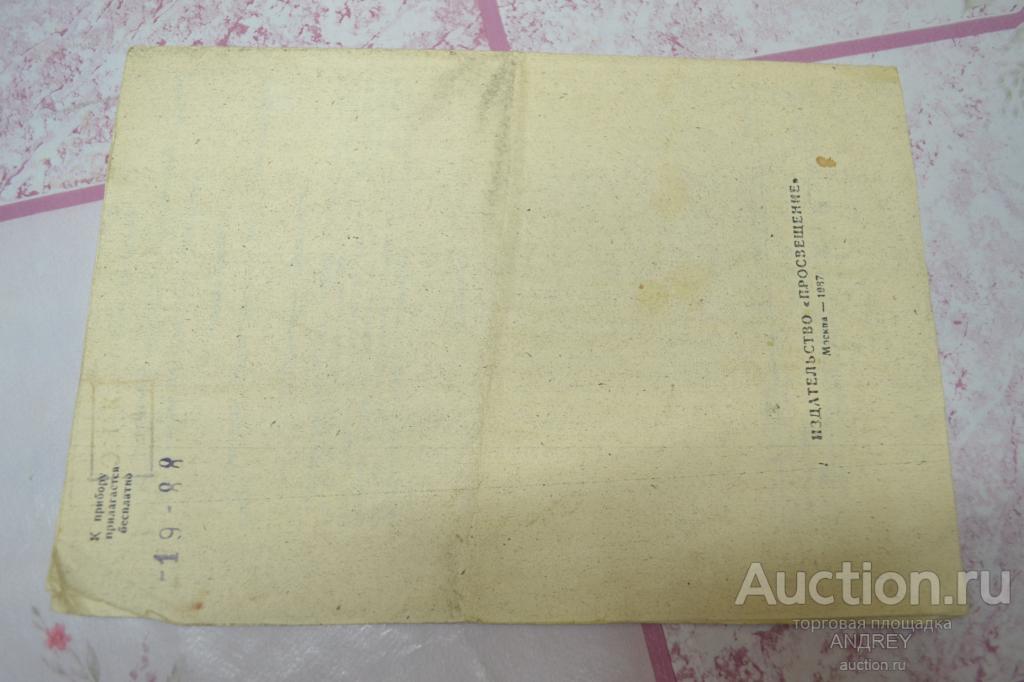 К прибору
прилагается
бесплатно
-19-88
ИЗДАТЕЛЬСТВО «ПРОСВЕЩЕНИЕ»
Москва — 1987
Auction.ru
торговая площадка
ANDREY
auction.ru